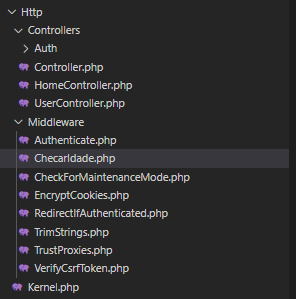 Http
Controllers
Auth
Controller.php
HomeController.php
UserController.php
Middleware
Authenticate.php
ChecarIdade.php
CheckForMaintenanceMode.php
EncryptCookies.php
RedirectIfAuthenticated.php
TrimStrings.php
TrustProxies.php
VerifyCsrfToken.php
Kernel.php